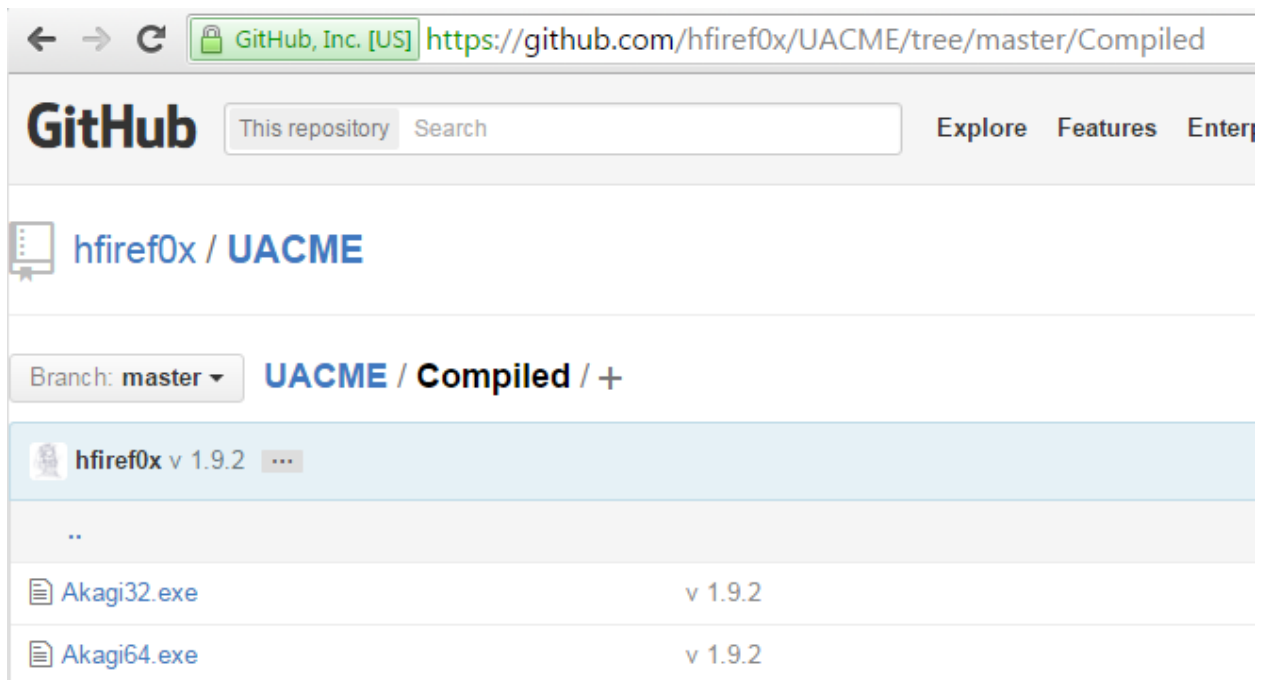 GitHub, Inc. [US] https://github.com/hfiref0x/UACME/tree/master/Compiled
GitHub This repository Search Explore Features Enterp
hfiref0x / UACME
Branch: master UACME / Compiled / +
hfiref0x v 1.9.2 ...
..
Akagi32.exe v 1.9.2
Akagi64.exe v 1.9.2